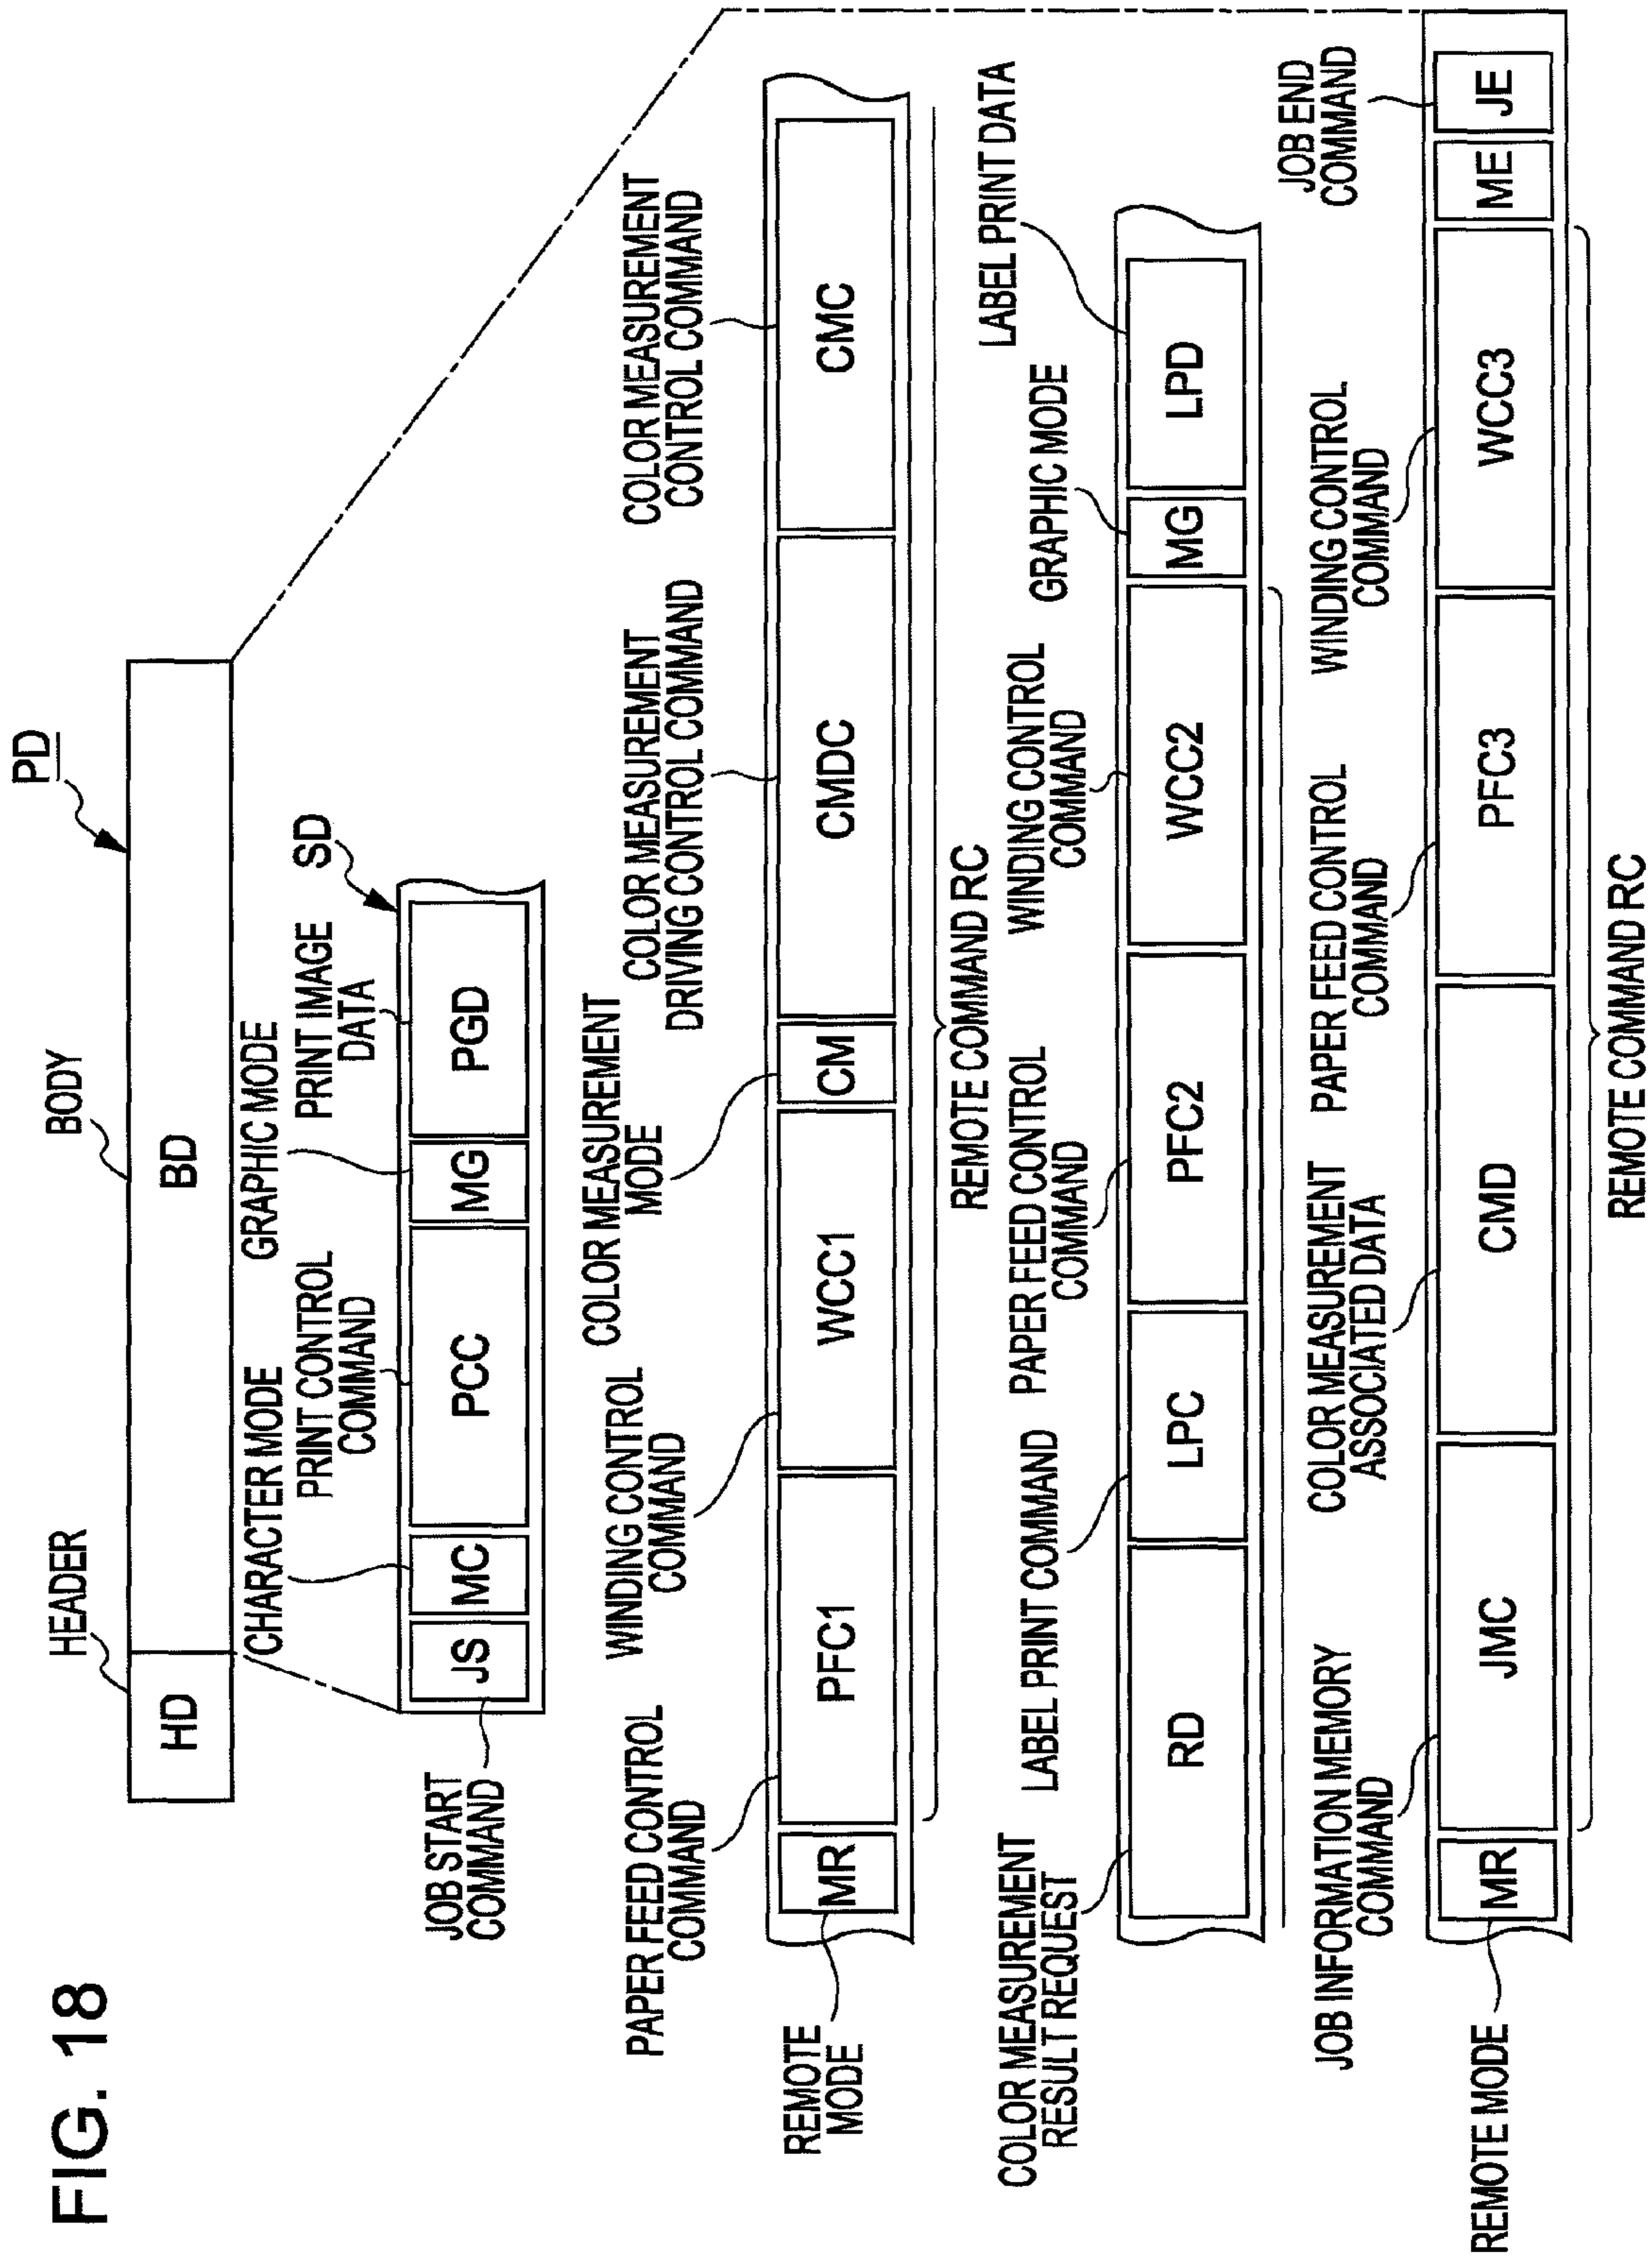 FIG. 18
PD
HEADER
BODY
HD
BD
CHARACTER MODE
GRAPHIC MODE
PRINT CONTROL
COMMAND
PRINT IMAGE
DATA
SD
JS
MC
PCC
MG
PGD
JOB START
COMMAND
PAPER FEED CONTROL
COMMAND
WINDING CONTROL
COMMAND
COLOR MEASUREMENT
MODE
COLOR MEASUREMENT
DRIVING CONTROL COMMAND
COLOR MEASUREMENT
CONTROL COMMAND
MR
PFC1
WCC1
CM
CMDC
CMC
REMOTE
MODE
REMOTE COMMAND RC
COLOR MEASUREMENT
RESULT REQUEST
LABEL PRINT COMMAND
PAPER FEED CONTROL
COMMAND
WINDING CONTROL
COMMAND
GRAPHIC MODE
LABEL PRINT DATA
RD
LPC
PFC2
WCC2
MG
LPD
JOB INFORMATION MEMORY
COMMAND
COLOR MEASUREMENT
ASSOCIATED DATA
PAPER FEED CONTROL
COMMAND
WINDING CONTROL
COMMAND
JOB END
COMMAND
MR
JMC
CMD
PFC3
WCC3
ME
JE
REMOTE MODE
REMOTE COMMAND RC